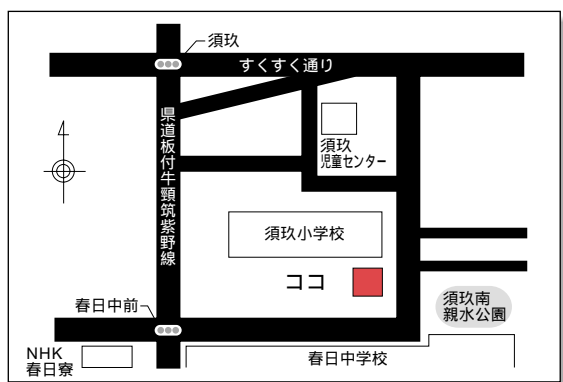 須玖
すくすく通り
県道板付牛頸筑紫野線
須玖
児童センター
須玖小学校
ココ
春日中前
須玖南
親水公園
NHK
春日寮
春日中学校